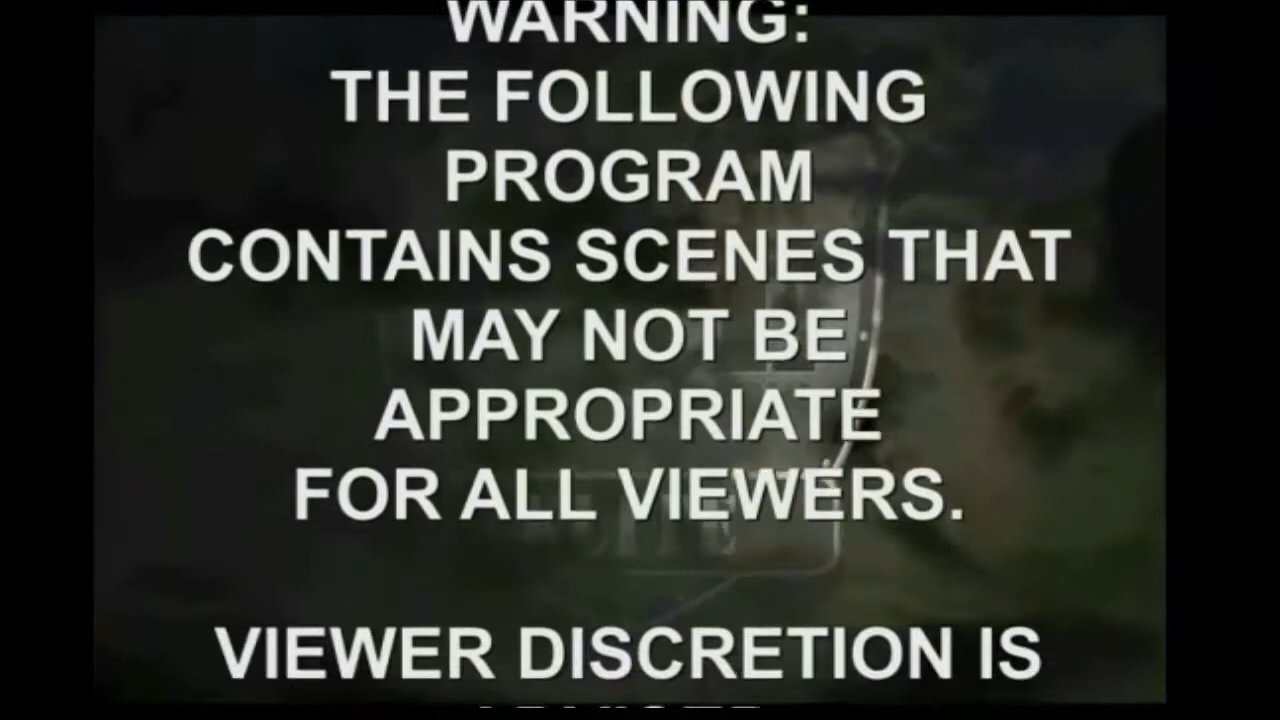 WARNING:
THE FOLLOWING
PROGRAM
CONTAINS SCENES THAT
MAY NOT BE
APPROPRIATE
FOR ALL VIEWERS.
VIEWER DISCRETION IS